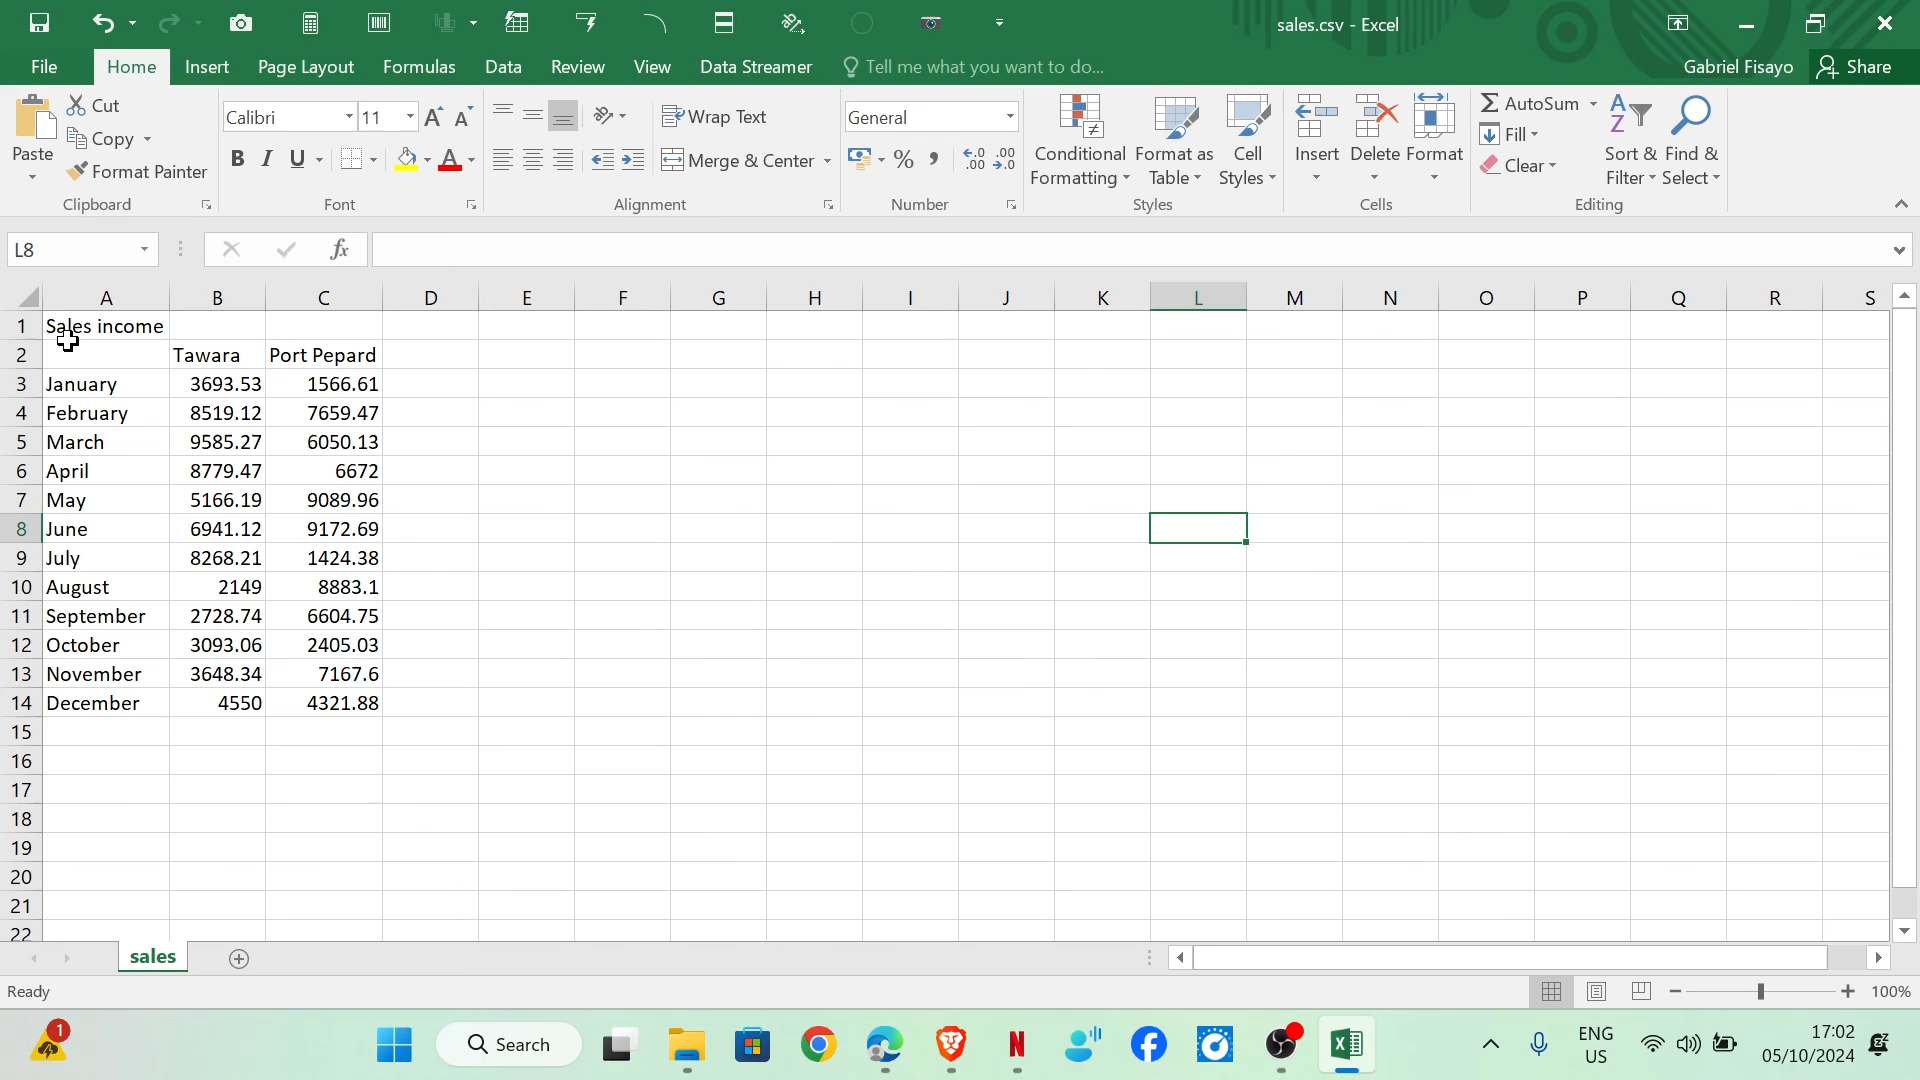 sales.csv - Excel
File Home Insert Page Layout Formulas Data Review View Data Streamer Tell me what you want to do... Gabriel Fisayo Share
Paste Cut Copy Format Painter Clipboard
Calibri 11 B I U A Font
Wrap Text Merge & Center Alignment
General % , .00 .0 Number
Conditional Formatting Format as Table Cell Styles Styles
Insert Delete Format Cells
AutoSum Fill Clear Sort & Filter Find & Select Editing
L8 fx
A B C D E F G H I J K L M N O P Q R S
1 Sales income
2 Tawara Port Pepard
3 January 3693.53 1566.61
4 February 8519.12 7659.47
5 March 9585.27 6050.13
6 April 8779.47 6672
7 May 5166.19 9089.96
8 June 6941.12 9172.69
9 July 8268.21 1424.38
10 August 2149 8883.1
11 September 2728.74 6604.75
12 October 3093.06 2405.03
13 November 3648.34 7167.6
14 December 4550 4321.88
15
16
17
18
19
20
21
22
sales
Ready 100%
1 Search ENG US 17:02 05/10/2024